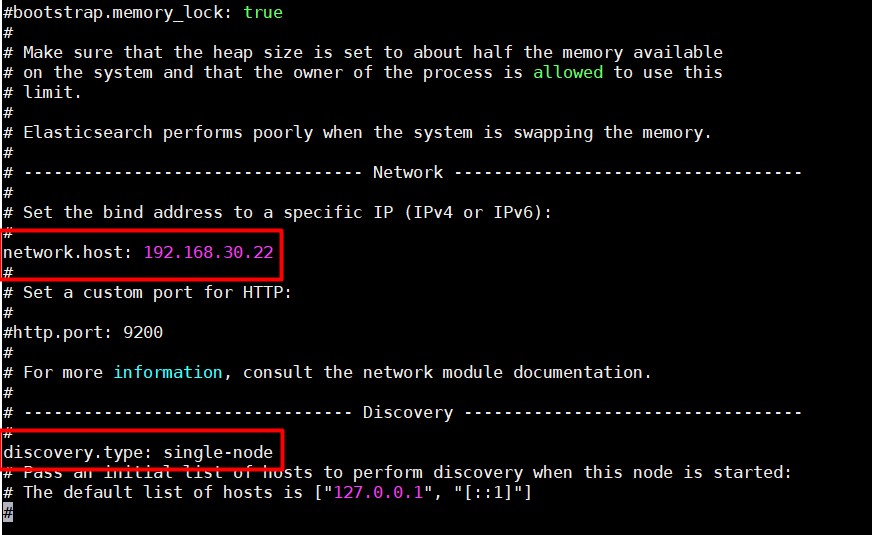 #bootstrap.memory_lock: true
#
# Make sure that the heap size is set to about half the memory available
# on the system and that the owner of the process is allowed to use this
# limit.
#
# Elasticsearch performs poorly when the system is swapping the memory.
#
# ---------------------------------- Network -----------------------------------
#
# Set the bind address to a specific IP (IPv4 or IPv6):
#
network.host: 192.168.30.22
#
# Set a custom port for HTTP:
#
#http.port: 9200
#
# For more information, consult the network module documentation.
#
# --------------------------------- Discovery ----------------------------------
#
discovery.type: single-node
# Pass an initial list of hosts to perform discovery when this node is started:
# The default list of hosts is ["127.0.0.1", "[::1]"]
#